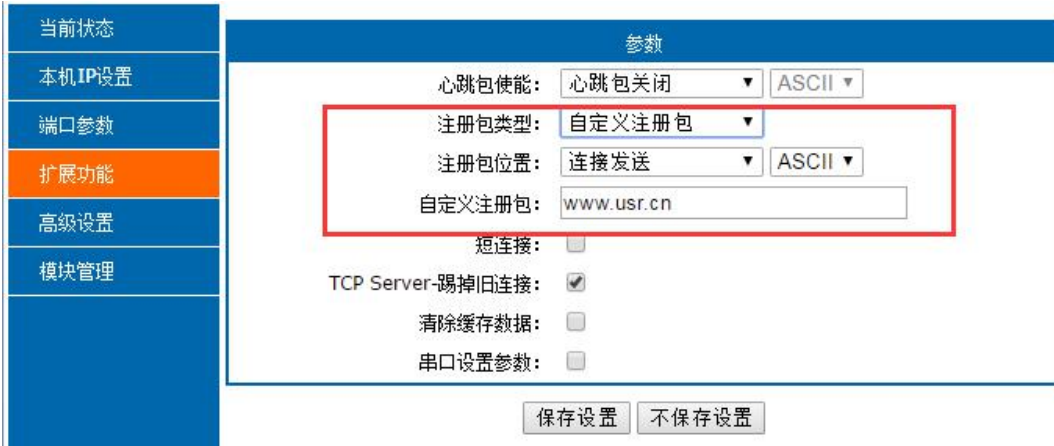 当前状态
本机IP设置
端口参数
扩展功能
高级设置
模块管理
参数
心跳包使能： 心跳包关闭 ASCII
注册包类型： 自定义注册包
注册包位置： 连接发送 ASCII
自定义注册包： www.usr.cn
短连接：
TCP Server-踢掉旧连接：
清除缓存数据：
串口设置参数：
保存设置 不保存设置